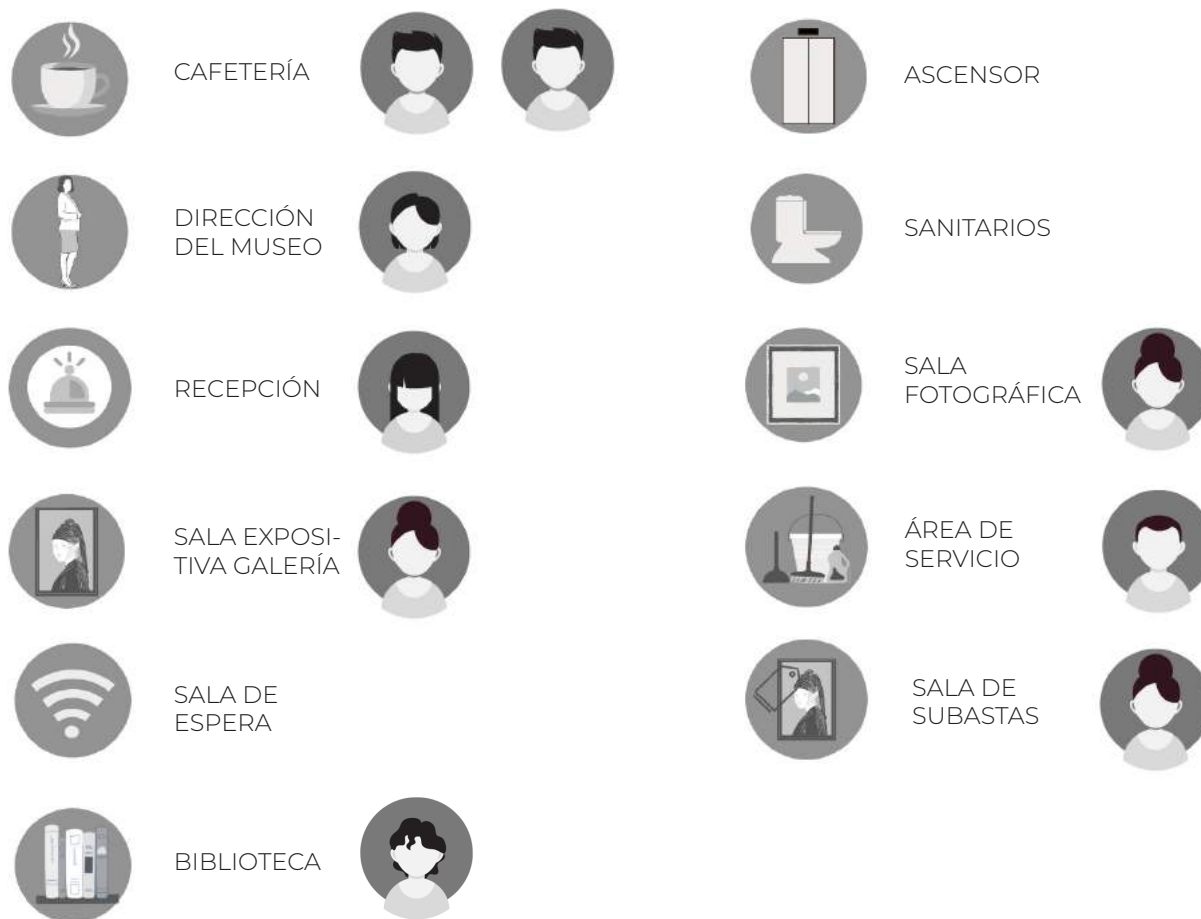 CAFETERÍA
DIRECCIÓN
DEL MUSEO
RECEPCIÓN
SALA EXPOSI-
TIVA GALERÍA
SALA DE
ESPERA
BIBLIOTECA
ASCENSOR
SANITARIOS
SALA
FOTOGRÁFICA
ÁREA DE
SERVICIO
SALA DE
SUBASTAS